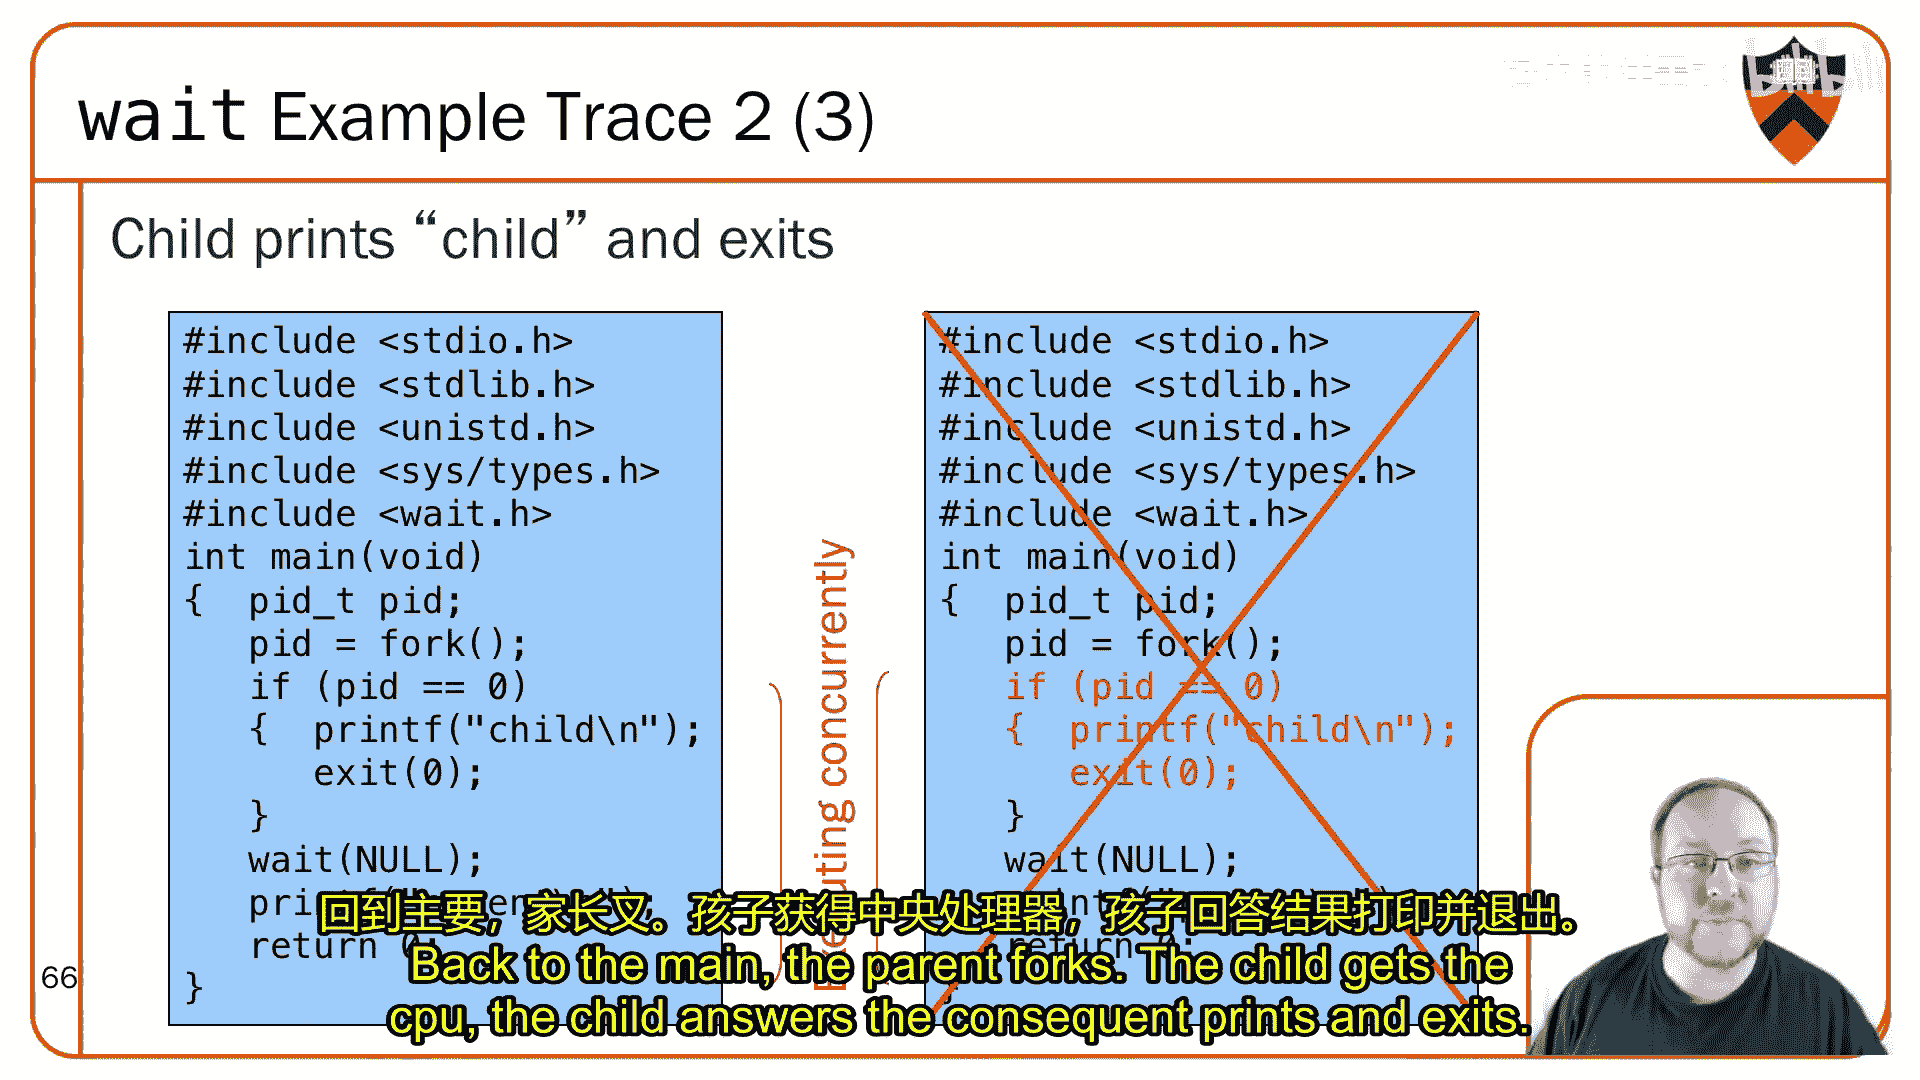 wait Example Trace 2 (3)
Child prints “child” and exits
#include <stdio.h>
#include <stdlib.h>
#include <unistd.h>
#include <sys/types.h>
#include <wait.h>
int main(void)
{  pid_t pid;
   pid = fork();
   if (pid == 0)
   {  printf("child\n");
      exit(0);
   }
   wait(NULL);
   return 0;
}
Executing concurrently
#include <stdio.h>
#include <stdlib.h>
#include <unistd.h>
#include <sys/types.h>
#include <wait.h>
int main(void)
{  pid_t pid;
   pid = fork();
   if (pid == 0)
   {  printf("child\n");
      exit(0);
   }
   wait(NULL);
   return 0;
66
回到主要，家长叉。孩子获得中央处理器，孩子回答结果打印并退出。
Back to the main, the parent forks. The child gets the
cpu, the child answers the consequent prints and exits.